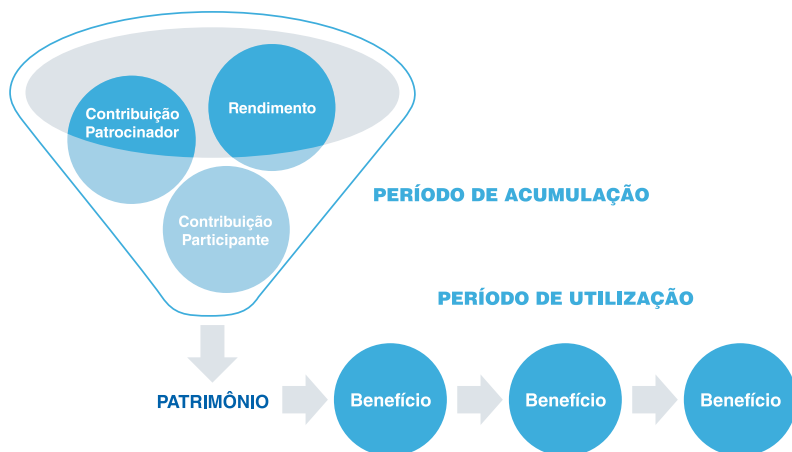 Contribuição
Patrocinador
Rendimento
Contribuição
Participante
PERÍODO DE ACUMULAÇÃO
PERÍODO DE UTILIZAÇÃO
PATRIMÔNIO
Benefício
Benefício
Benefício